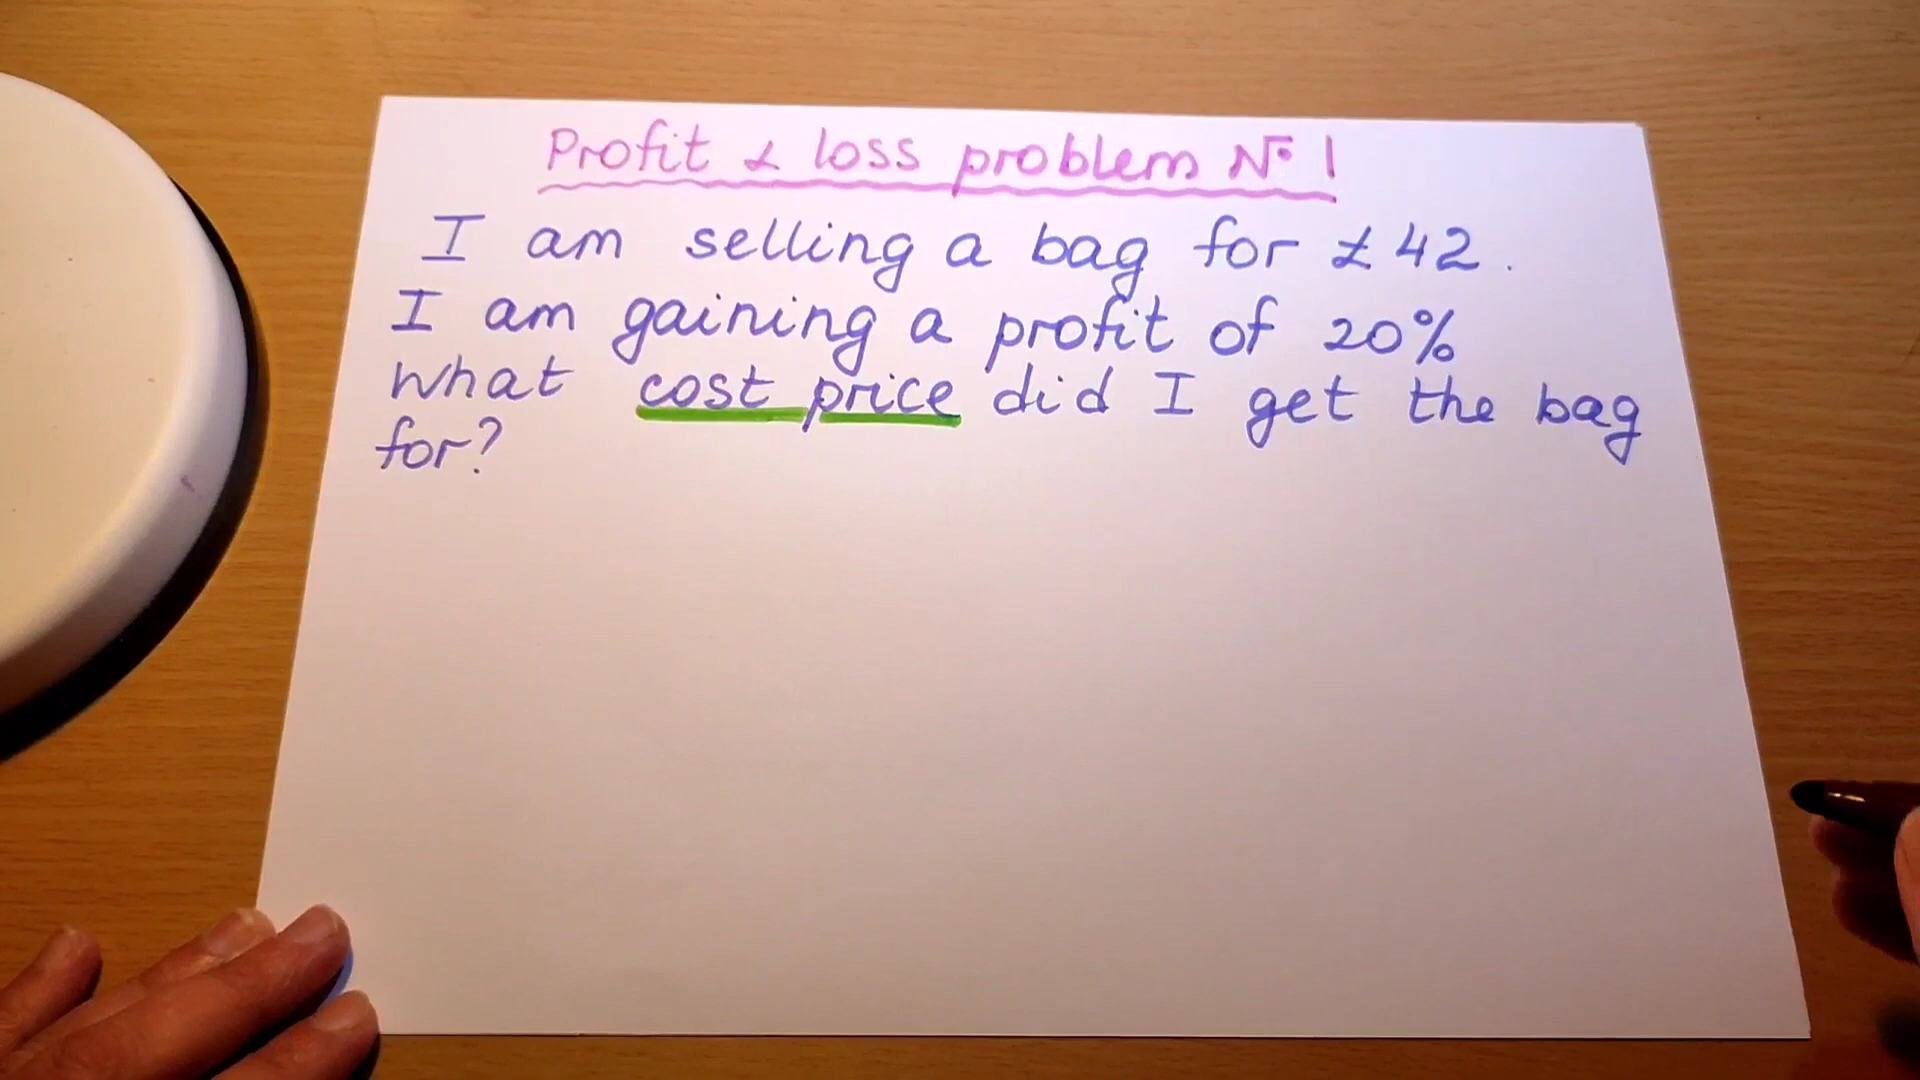 Profit & loss problem № 1
I am selling a bag for £42.
I am gaining a profit of 20%
What cost price did I get the bag
for?